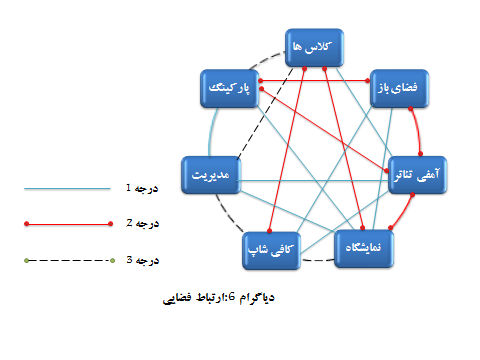 کلاس ها
پارکینگ
فضای باز
مدیریت
آمفی تئاتر
کافی شاپ
نمایشگاه
درجه 1
درجه 2
درجه 3
دیاگرام 6:ارتباط فضایی